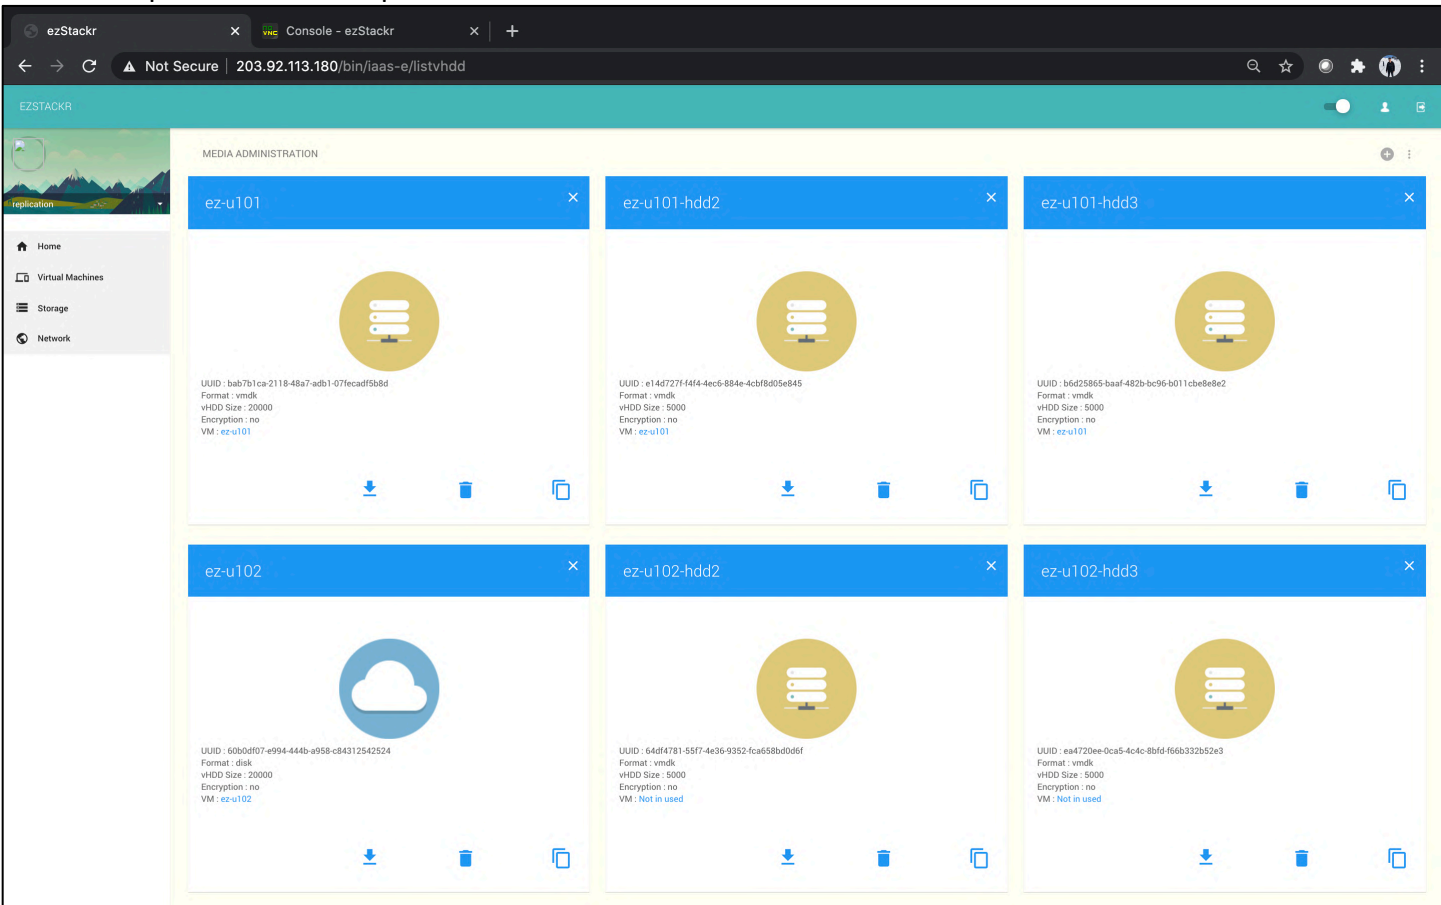 ezStackr
Console - ezStackr
Not Secure | 203.92.113.180/bin/iaas-e/listvhdd
EZSTACKR
replication
Home
Virtual Machines
Storage
Network
MEDIA ADMINISTRATION
ez-u101
UUID : bab7b1ca-2118-48a7-adb1-07fecadf5b8d
Format : vmdk
vHDD Size : 20000
Encryption : no
VM : ez-u101
ez-u101-hdd2
UUID : e14d727f-f4f4-4ec6-884e-4cbf8d05e845
Format : vmdk
vHDD Size : 5000
Encryption : no
VM : ez-u101
ez-u101-hdd3
UUID : b6d25865-baaf-482b-bc96-b011cbe8e8e2
Format : vmdk
vHDD Size : 5000
Encryption : no
VM : ez-u101
ez-u102
UUID : 60b0df07-e994-444b-a958-c84312542524
Format : disk
vHDD Size : 20000
Encryption : no
VM : ez-u102
ez-u102-hdd2
UUID : 64df4781-55f7-4e36-9352-fca658bd0d6f
Format : vmdk
vHDD Size : 5000
Encryption : no
VM : Not in used
ez-u102-hdd3
UUID : ea4720ee-0ca5-4c4c-8bfd-f66b332b52e3
Format : vmdk
vHDD Size : 5000
Encryption : no
VM : Not in used